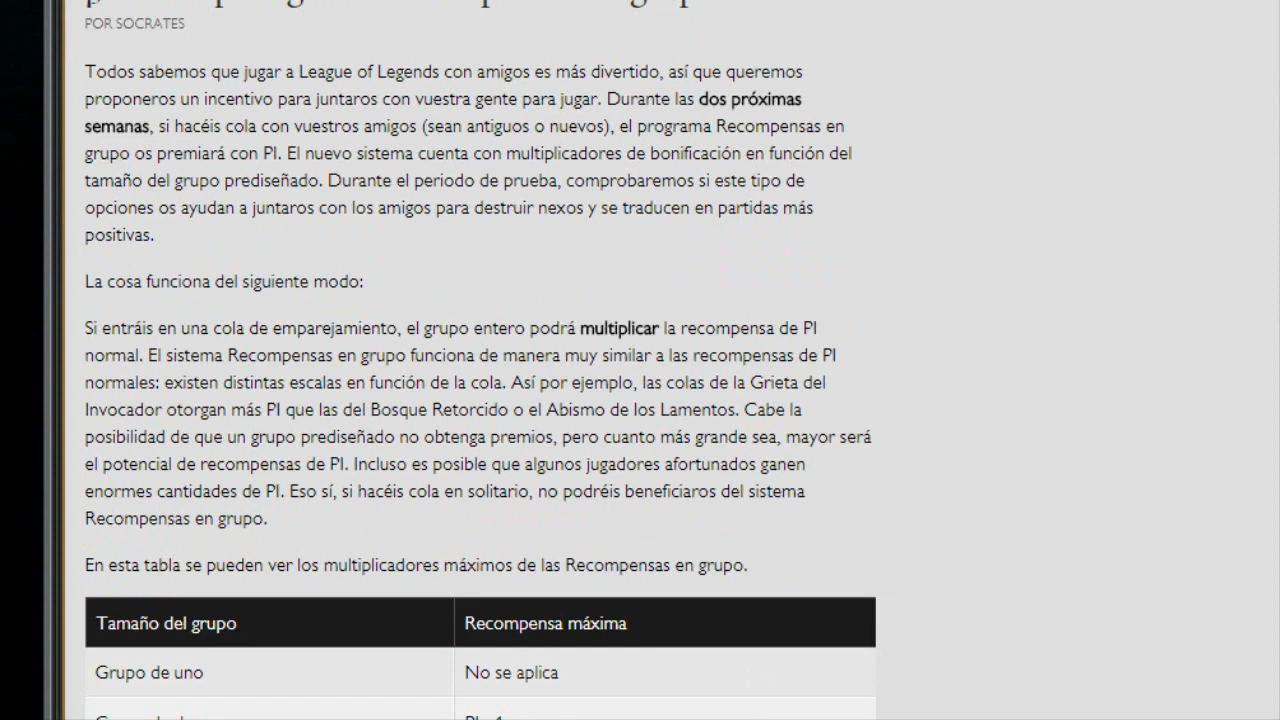 POR SOCRATES
Todos sabemos que jugar a League of Legends con amigos es más divertido, así que queremos
proponeros un incentivo para juntaros con vuestra gente para jugar. Durante las dos próximas
semanas, si hacéis cola con vuestros amigos (sean antiguos o nuevos), el programa Recompensas en
grupo os premiará con PI. El nuevo sistema cuenta con multiplicadores de bonificación en función del
tamaño del grupo prediseñado. Durante el periodo de prueba, comprobaremos si este tipo de
opciones os ayudan a juntaros con los amigos para destruir nexos y se traducen en partidas más
positivas.
La cosa funciona del siguiente modo:
Si entráis en una cola de emparejamiento, el grupo entero podrá multiplicar la recompensa de PI
normal. El sistema Recompensas en grupo funciona de manera muy similar a las recompensas de PI
normales: existen distintas escalas en función de la cola. Así por ejemplo, las colas de la Grieta del
Invocador otorgan más PI que las del Bosque Retorcido o el Abismo de los Lamentos. Cabe la
posibilidad de que un grupo prediseñado no obtenga premios, pero cuanto más grande sea, mayor será
el potencial de recompensas de PI. Incluso es posible que algunos jugadores afortunados ganen
enormes cantidades de PI. Eso sí, si hacéis cola en solitario, no podréis beneficiaros del sistema
Recompensas en grupo.
En esta tabla se pueden ver los multiplicadores máximos de las Recompensas en grupo.
Tamaño del grupo Recompensa máxima
Grupo de uno No se aplica